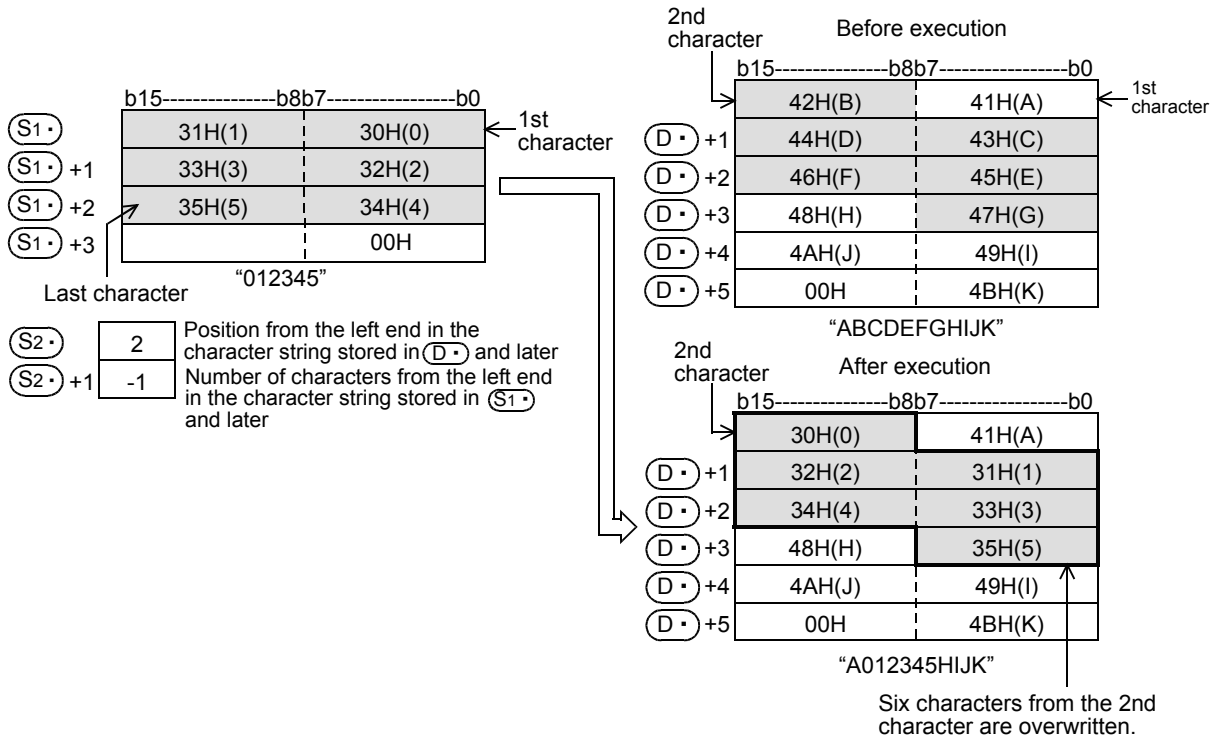 b15---------------b8b7-----------------b0
S1・ 31H(1) 30H(0) 1st
character
S1・ +1 33H(3) 32H(2)
S1・ +2 35H(5) 34H(4)
S1・ +3 00H
“012345”
Last character
S2・ 2 Position from the left end in the
character string stored in D・ and later
S2・ +1 -1 Number of characters from the left end
in the character string stored in S1・
and later
2nd
character
Before execution
b15---------------b8b7-----------------b0
42H(B) 41H(A) 1st
character
D・ +1 44H(D) 43H(C)
D・ +2 46H(F) 45H(E)
D・ +3 48H(H) 47H(G)
D・ +4 4AH(J) 49H(I)
D・ +5 00H 4BH(K)
“ABCDEFGHIJK”
2nd
character
After execution
b15---------------b8b7-----------------b0
30H(0) 41H(A)
D・ +1 32H(2) 31H(1)
D・ +2 34H(4) 33H(3)
D・ +3 48H(H) 35H(5)
D・ +4 4AH(J) 49H(I)
D・ +5 00H 4BH(K)
“A012345HIJK”
Six characters from the 2nd
character are overwritten.